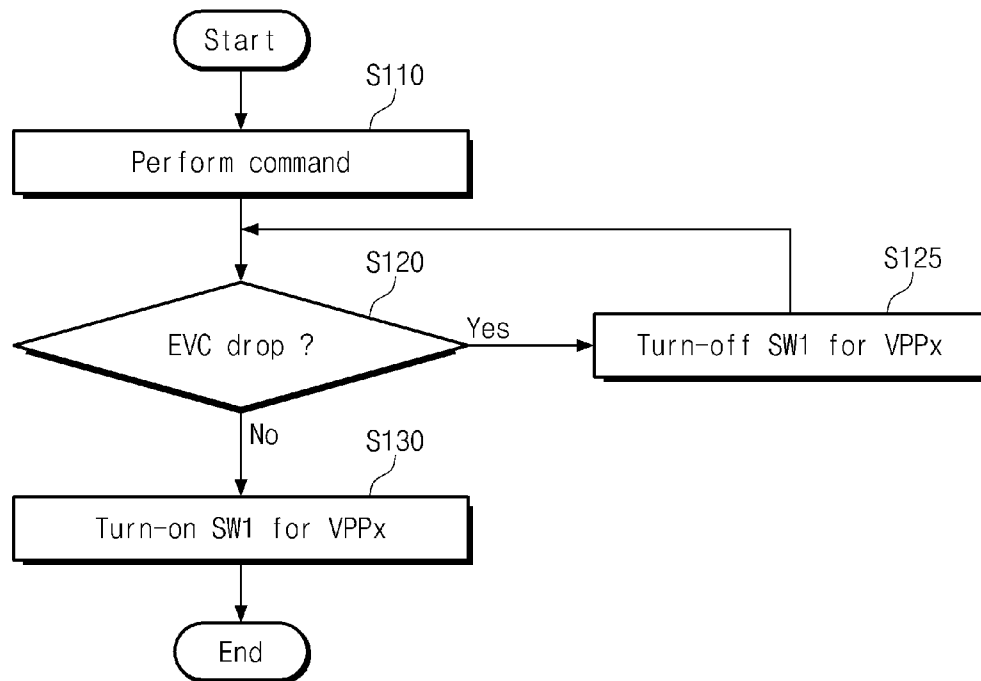 Start
S110
Perform command
S120
EVC drop ?
Yes
S125
Turn-off SW1 for VPPx
No
S130
Turn-on SW1 for VPPx
End